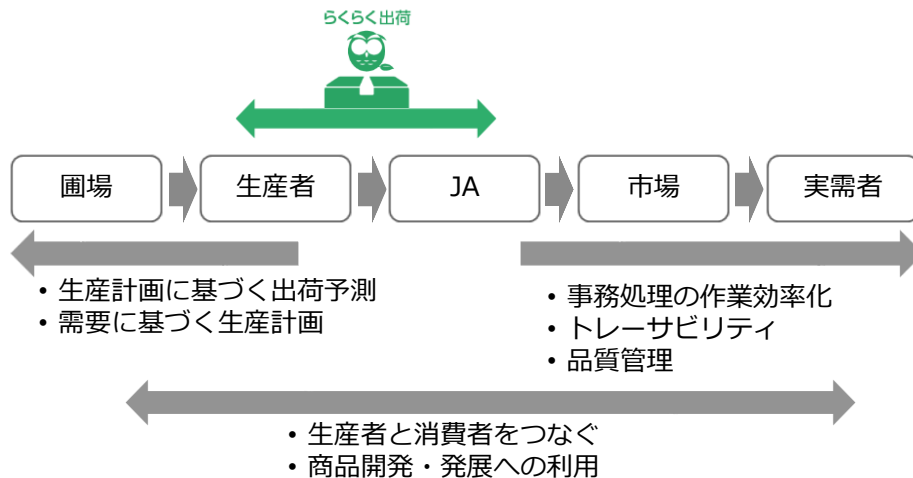 らくらく出荷
圃場
生産者
JA
市場
実需者
• 生産計画に基づく出荷予測
• 需要に基づく生産計画
• 事務処理の作業効率化
• トレーサビリティ
• 品質管理
• 生産者と消費者をつなぐ
• 商品開発・発展への利用